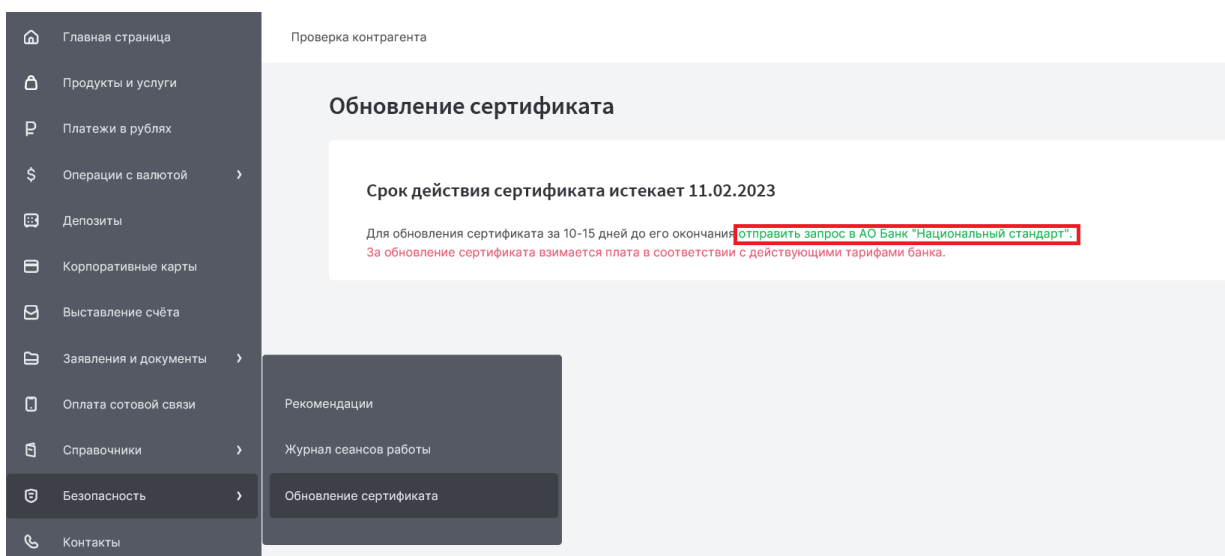 Главная страница
Продукты и услуги
Платежи в рублях
Операции с валютой
Депозиты
Корпоративные карты
Выставление счёта
Заявления и документы
Оплата сотовой связи
Справочники
Безопасность
Контакты
Рекомендации
Журнал сеансов работы
Обновление сертификата
Проверка контрагента
Обновление сертификата
Срок действия сертификата истекает 11.02.2023
Для обновления сертификата за 10-15 дней до его окончания отправить запрос в АО Банк "Национальный стандарт".
За обновление сертификата взимается плата в соответствии с действующими тарифами банка.